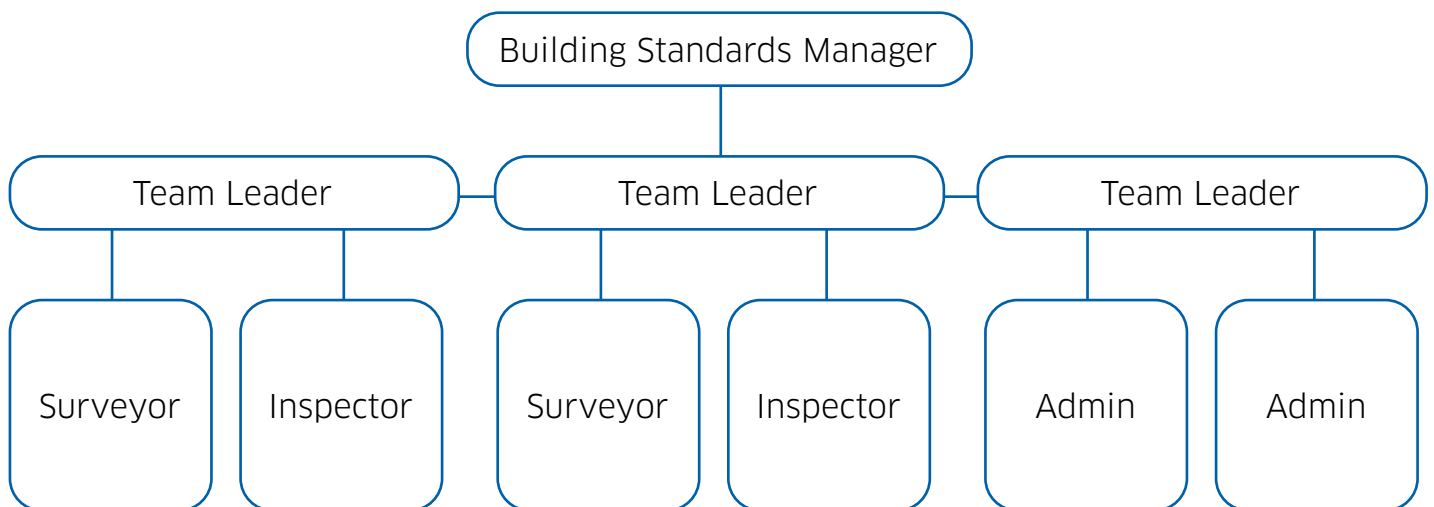 Building Standards Manager
Team Leader
Team Leader
Team Leader
Surveyor
Inspector
Surveyor
Inspector
Admin
Admin